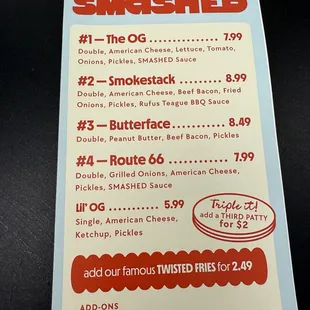 SMASHED
#1 — The OG .............. 7.99
Double, American Cheese, Lettuce, Tomato,
Onions, Pickles, SMASHED Sauce
#2 — Smokestack ........ 8.99
Double, American Cheese, Beef Bacon, Fried
Onions, Pickles, Rufus Teague BBQ Sauce
#3 — Butterface .......... 8.49
Double, Peanut Butter, Beef Bacon, Pickles
#4 — Route 66 .......... 7.99
Double, Grilled Onions, American Cheese,
Pickles, SMASHED Sauce
Lil' OG .......... 5.99
Single, American Cheese,
Ketchup, Pickles
Triple it!
add a THIRD PATTY
for $2
add our famous TWISTED FRIES for 2.49
ADD-ONS